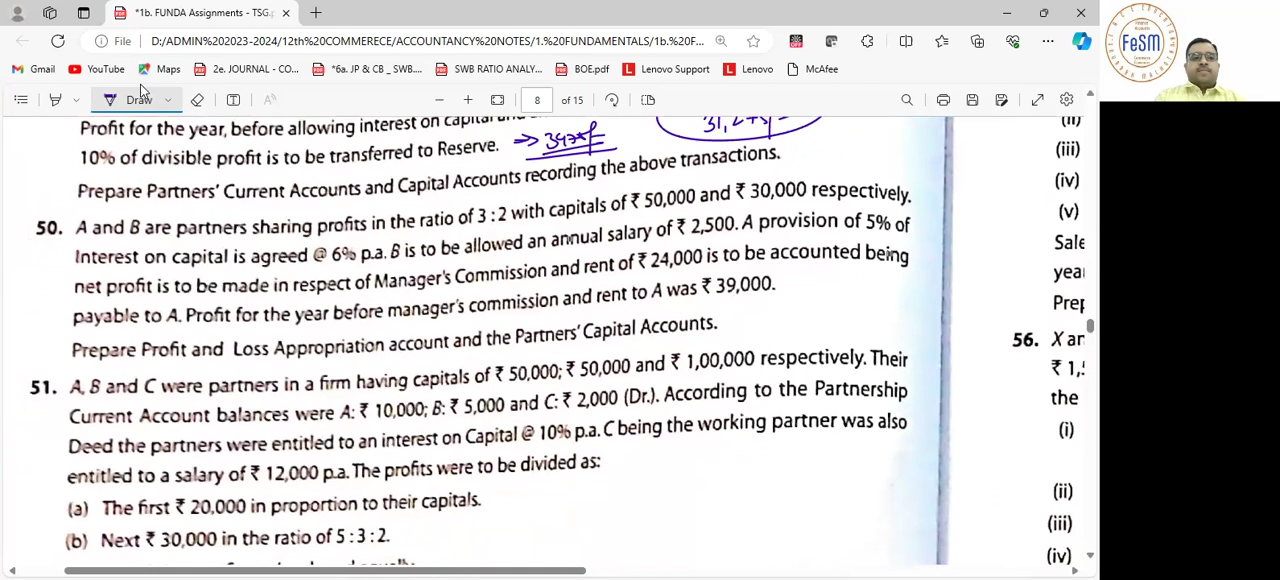 *1b. FUNDA Assignments - TSG.p
File
D:/ADMIN%202023-2024/12th%20COMMERECE/ACCOUNTANCE%20NOTES/1.%20FUNDAMENTALS/1b.%20F...
Gmail
YouTube
Maps
2e. JOURNAL - CO...
*6a. JP & CB _ SWB....
SWB RATIO ANALY...
BOE.pdf
Lenovo Support
Lenovo
McAfee
Draw
8 of 15
FeSM
Profit for the year, before allowing interest on capital
10% of divisible profit is to be transferred to Reserve.
Prepare Partners' Current Accounts and Capital Accounts recording the above transactions.
50. A and B are partners sharing profits in the ratio of 3 : 2 with capitals of ₹ 50,000 and ₹ 30,000 respectively.
Interest on capital is agreed @ 6% p.a. B is to be allowed an annual salary of ₹ 2,500. A provision of 5% of
net profit is to be made in respect of Manager's Commission and rent of ₹ 24,000 is to be accounted being
payable to A. Profit for the year before manager's commission and rent to A was ₹ 39,000.
Prepare Profit and Loss Appropriation account and the Partners' Capital Accounts.
51. A, B and C were partners in a firm having capitals of ₹ 50,000; ₹ 50,000 and ₹ 1,00,000 respectively. Their
Current Account balances were A: ₹ 10,000; B: ₹ 5,000 and C: ₹ 2,000 (Dr.). According to the Partnership
Deed the partners were entitled to an interest on Capital @ 10% p.a. C being the working partner was also
entitled to a salary of ₹ 12,000 p.a. The profits were to be divided as:
(a) The first ₹ 20,000 in proportion to their capitals.
(b) Next ₹ 30,000 in the ratio of 5 : 3 : 2.
(ii)
(iii)
(iv)
(v)
Sale
year
Prep
56. X an
₹ 1,5
the
(i)
(ii)
(iii)
(iv)